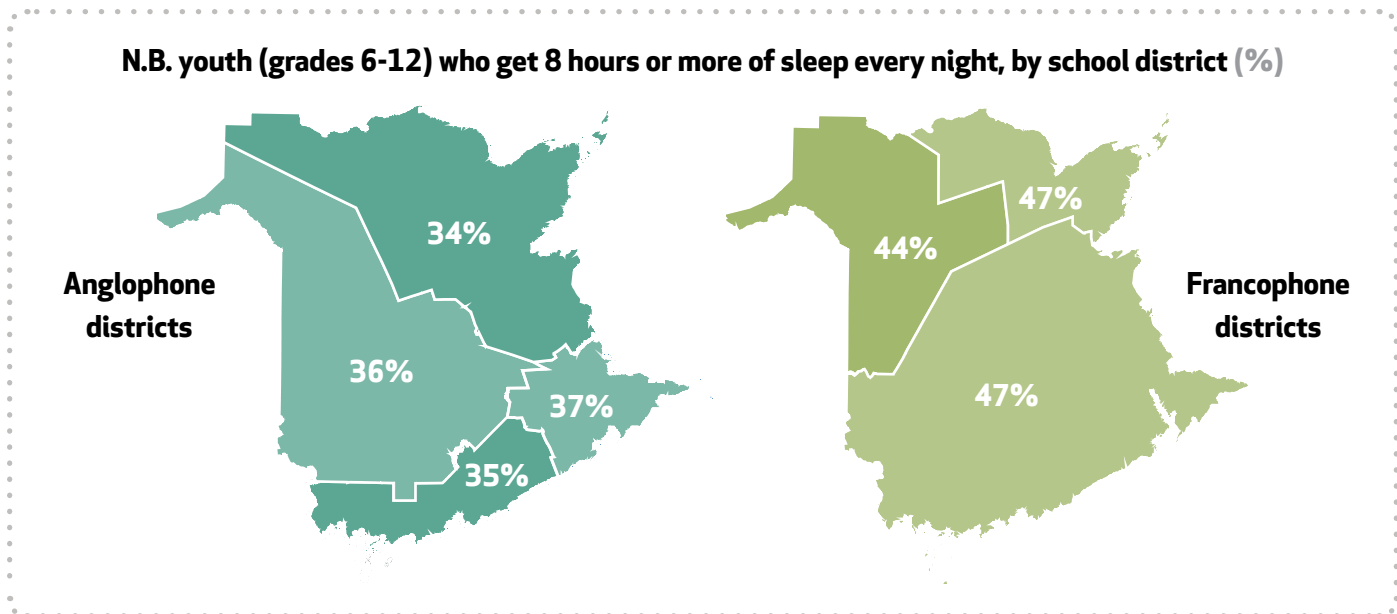 N.B. youth (grades 6-12) who get 8 hours or more of sleep every night, by school district (%)
Anglophone
districts
34%
36%
37%
35%
47%
44%
47%
Francophone
districts